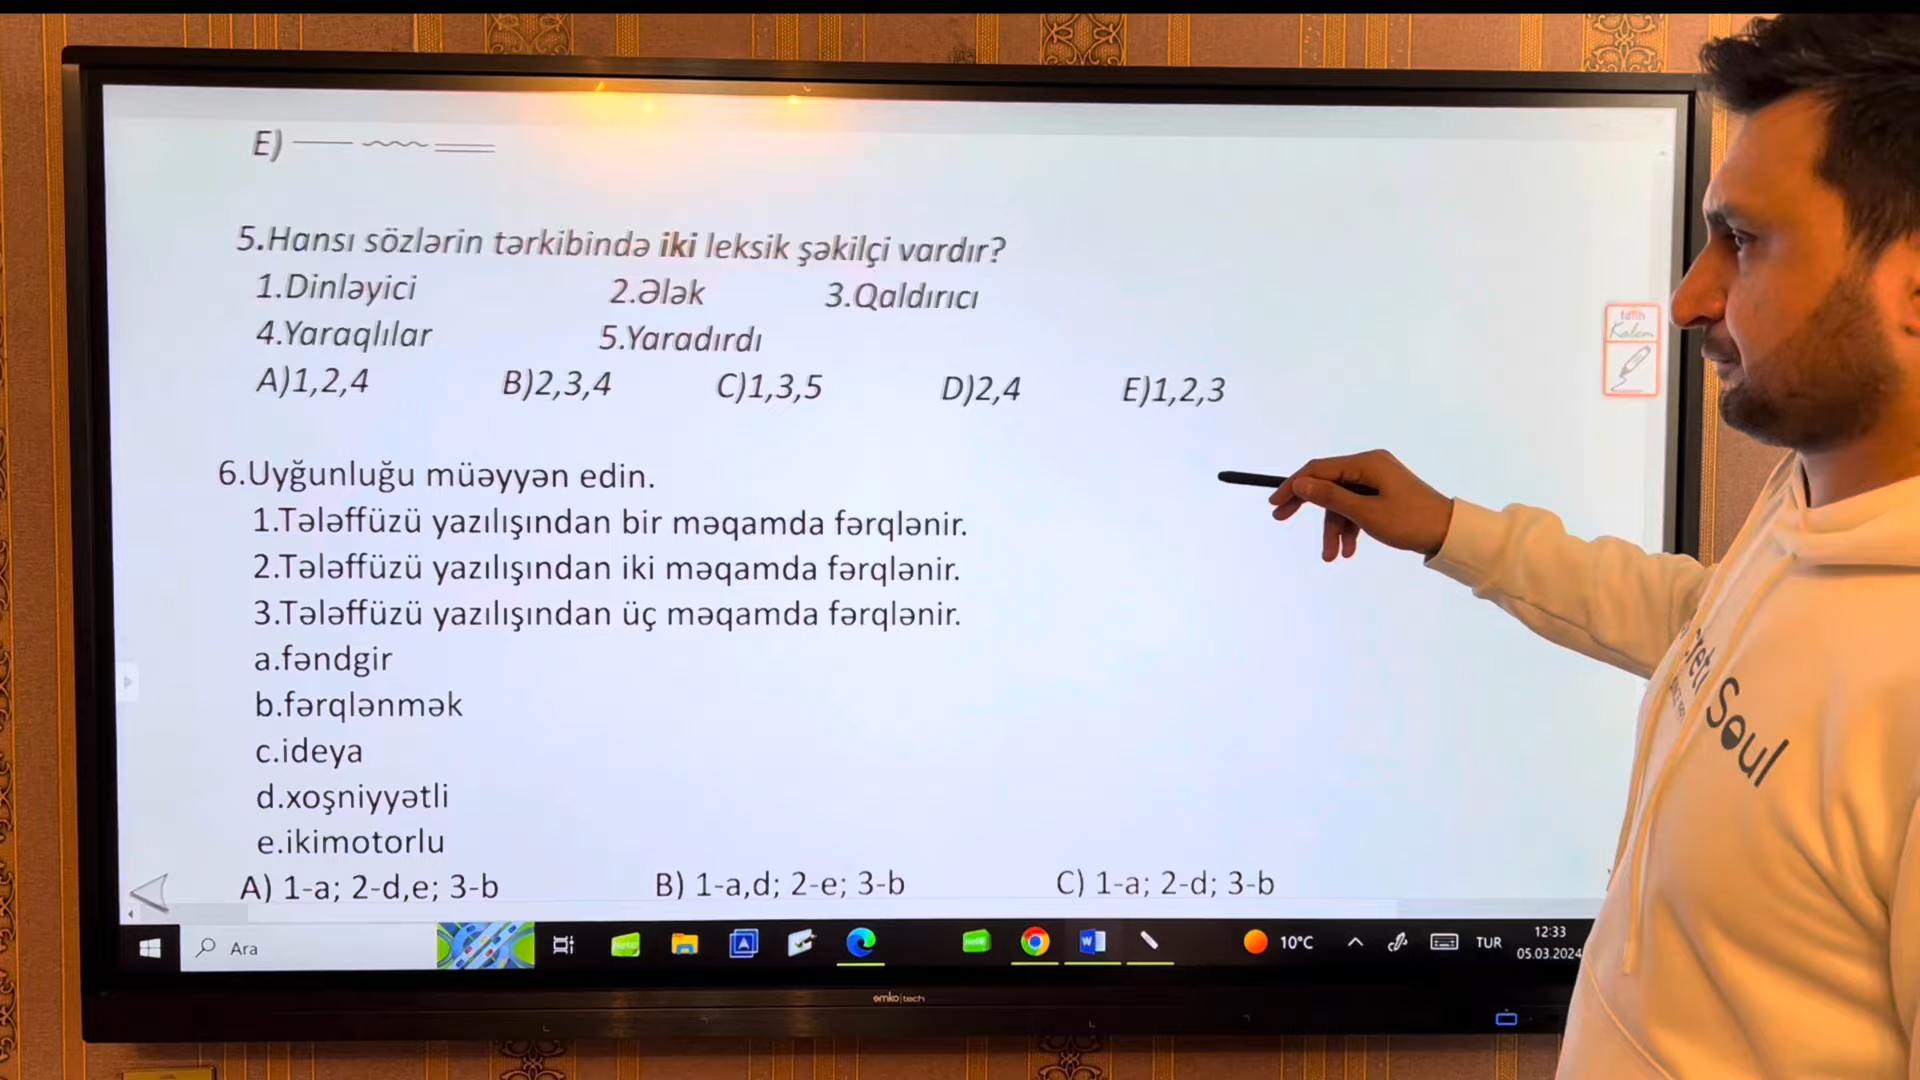 E)
5.Hansı sözlərin tərkibində iki leksik şəkilçi vardır?
1.Dinləyici 2.Ələk 3.Qaldırıcı
4.Yaraqlılar 5.Yaradırdı
A)1,2,4 B)2,3,4 C)1,3,5 D)2,4 E)1,2,3
6.Uyğunluğu müəyyən edin.
1.Tələffüzü yazılışından bir məqamda fərqlənir.
2.Tələffüzü yazılışından iki məqamda fərqlənir.
3.Tələffüzü yazılışından üç məqamda fərqlənir.
a.fəndgir
b.fərqlənmək
c.ideya
d.xoşniyyətli
e.ikimotorlu
A) 1-a; 2-d,e; 3-b B) 1-a,d; 2-e; 3-b C) 1-a; 2-d; 3-b
fatih
Kalem
Soul
Ara
10°C
TUR
12:33
05.03.2024
emko|tech